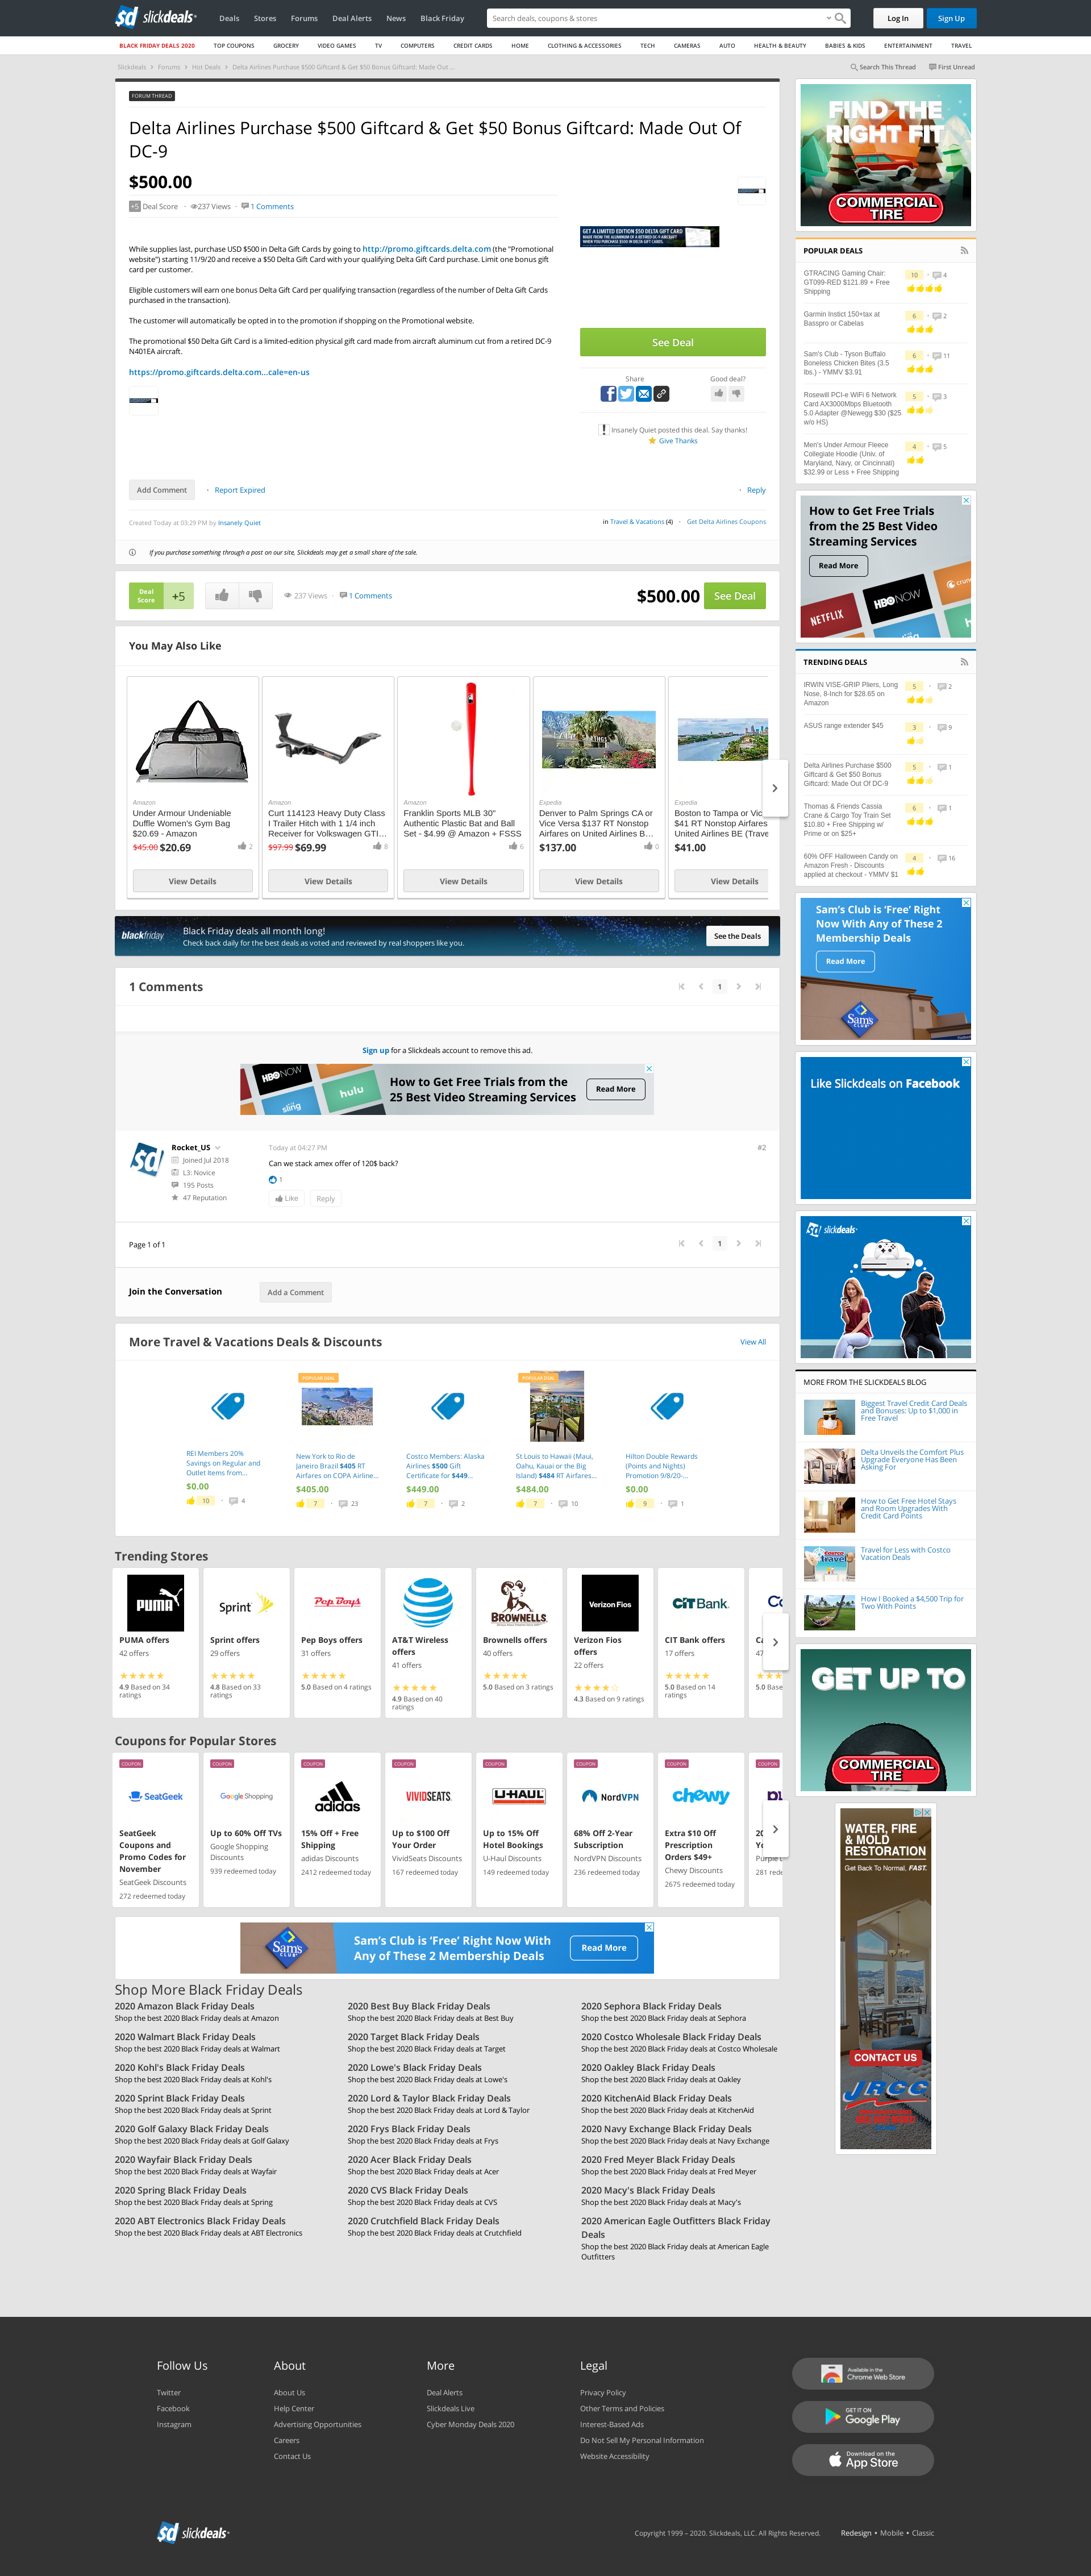 slickdeals
Deals Stores Forums Deal Alerts News Black Friday
Search deals, coupons & stores
Log In Sign Up
BLACK FRIDAY DEALS 2020 TOP COUPONS GROCERY VIDEO GAMES TV COMPUTERS CREDIT CARDS HOME CLOTHING & ACCESSORIES TECH CAMERAS AUTO HEALTH & BEAUTY BABIES & KIDS ENTERTAINMENT TRAVEL
Slickdeals › Forums › Hot Deals › Delta Airlines Purchase $500 Giftcard & Get $50 Bonus Giftcard: Made Out ...
Search This Thread First Unread
FORUM THREAD
Delta Airlines Purchase $500 Giftcard & Get $50 Bonus Giftcard: Made Out Of
DC-9
$500.00
+5 Deal Score 237 Views 1 Comments
While supplies last, purchase USD $500 in Delta Gift Cards by going to http://promo.giftcards.delta.com (the "Promotional
website") starting 11/9/20 and receive a $50 Delta Gift Card with your qualifying Delta Gift Card purchase. Limit one bonus gift
card per customer.
Eligible customers will earn one bonus Delta Gift Card per qualifying transaction (regardless of the number of Delta Gift Cards
purchased in the transaction).
The customer will automatically be opted in to the promotion if shopping on the Promotional website.
The promotional $50 Delta Gift Card is a limited-edition physical gift card made from aircraft aluminum cut from a retired DC-9
N401EA aircraft.
https://promo.giftcards.delta.com...cale=en-us
GET A LIMITED EDITION $50 DELTA GIFT CARD
MADE FROM THE ALUMINUM OF A RETIRED DC-9 AIRCRAFT
WHEN YOU PURCHASE $500 IN DELTA GIFT CARDS.
See Deal
Share Good deal?
Insanely Quiet posted this deal. Say thanks!
Give Thanks
Add Comment Report Expired Reply
Created Today at 03:29 PM by Insanely Quiet
in Travel & Vacations (4) Get Delta Airlines Coupons
If you purchase something through a post on our site, Slickdeals may get a small share of the sale.
Deal
Score
+5
237 Views 1 Comments
$500.00 See Deal
You May Also Like
Amazon
Under Armour Undeniable
Duffle Women's Gym Bag
$20.69 - Amazon
$45.00 $20.69 2
View Details
Amazon
Curt 114123 Heavy Duty Class
I Trailer Hitch with 1 1/4 inch
Receiver for Volkswagen GTI...
$97.99 $69.99 8
View Details
Amazon
Franklin Sports MLB 30"
Authentic Plastic Bat and Ball
Set - $4.99 @ Amazon + FSSS
6
View Details
Expedia
Denver to Palm Springs CA or
Vice Versa $137 RT Nonstop
Airfares on United Airlines B...
$137.00 0
View Details
Expedia
Boston to Tampa or Vic
$41 RT Nonstop Airfares
United Airlines BE (Trave
$41.00
View Details
blackfriday
Black Friday deals all month long!
Check back daily for the best deals as voted and reviewed by real shoppers like you.
See the Deals
1 Comments
1
Sign up for a Slickdeals account to remove this ad.
HBO NOW
sling
hulu
How to Get Free Trials from the
25 Best Video Streaming Services
Read More
Rocket_US
Joined Jul 2018
L3: Novice
195 Posts
47 Reputation
Today at 04:27 PM
#2
Can we stack amex offer of 120$ back?
1
Like Reply
Page 1 of 1
1
Join the Conversation
Add a Comment
More Travel & Vacations Deals & Discounts
View All
REI Members 20%
Savings on Regular and
Outlet Items from...
$0.00
10 4
POPULAR DEAL
New York to Rio de
Janeiro Brazil $405 RT
Airfares on COPA Airline...
$405.00
7 23
Costco Members: Alaska
Airlines $500 Gift
Certificate for $449...
$449.00
7 2
POPULAR DEAL
St Louis to Hawaii (Maui,
Oahu, Kauai or the Big
Island) $484 RT Airfares...
$484.00
7 10
Hilton Double Rewards
(Points and Nights)
Promotion 9/8/20-...
$0.00
9 1
Trending Stores
PUMA
PUMA offers
42 offers
4.9 Based on 34
ratings
Sprint
Sprint offers
29 offers
4.8 Based on 33
ratings
Pep Boys
Pep Boys offers
31 offers
5.0 Based on 4 ratings
AT&T Wireless
offers
41 offers
4.9 Based on 40
ratings
BROWNELLS
Brownells offers
40 offers
5.0 Based on 3 ratings
Verizon Fios
Verizon Fios
offers
22 offers
4.3 Based on 9 ratings
CIT Bank
CIT Bank offers
17 offers
5.0 Based on 14
ratings
Ca
47
5.0 Base
Coupons for Popular Stores
COUPON
SeatGeek
SeatGeek
Coupons and
Promo Codes for
November
SeatGeek Discounts
272 redeemed today
COUPON
Google Shopping
Up to 60% Off TVs
Google Shopping
Discounts
939 redeemed today
COUPON
adidas
15% Off + Free
Shipping
adidas Discounts
2412 redeemed today
COUPON
VIVIDSEATS
Up to $100 Off
Your Order
VividSeats Discounts
167 redeemed today
COUPON
U-HAUL
Up to 15% Off
Hotel Bookings
U-Haul Discounts
149 redeemed today
COUPON
NordVPN
68% Off 2-Year
Subscription
NordVPN Discounts
236 redeemed today
COUPON
chewy
Extra $10 Off
Prescription
Orders $49+
Chewy Discounts
2675 redeemed today
COUPON
20
Yo
Purple
281 rede
Sam's CLUB
Sam's Club is 'Free' Right Now With
Any of These 2 Membership Deals
Read More
Shop More Black Friday Deals
2020 Amazon Black Friday Deals
Shop the best 2020 Black Friday deals at Amazon
2020 Best Buy Black Friday Deals
Shop the best 2020 Black Friday deals at Best Buy
2020 Sephora Black Friday Deals
Shop the best 2020 Black Friday deals at Sephora
2020 Walmart Black Friday Deals
Shop the best 2020 Black Friday deals at Walmart
2020 Target Black Friday Deals
Shop the best 2020 Black Friday deals at Target
2020 Costco Wholesale Black Friday Deals
Shop the best 2020 Black Friday deals at Costco Wholesale
2020 Kohl's Black Friday Deals
Shop the best 2020 Black Friday deals at Kohl's
2020 Lowe's Black Friday Deals
Shop the best 2020 Black Friday deals at Lowe's
2020 Oakley Black Friday Deals
Shop the best 2020 Black Friday deals at Oakley
2020 Sprint Black Friday Deals
Shop the best 2020 Black Friday deals at Sprint
2020 Lord & Taylor Black Friday Deals
Shop the best 2020 Black Friday deals at Lord & Taylor
2020 KitchenAid Black Friday Deals
Shop the best 2020 Black Friday deals at KitchenAid
2020 Golf Galaxy Black Friday Deals
Shop the best 2020 Black Friday deals at Golf Galaxy
2020 Frys Black Friday Deals
Shop the best 2020 Black Friday deals at Frys
2020 Navy Exchange Black Friday Deals
Shop the best 2020 Black Friday deals at Navy Exchange
2020 Wayfair Black Friday Deals
Shop the best 2020 Black Friday deals at Wayfair
2020 Acer Black Friday Deals
Shop the best 2020 Black Friday deals at Acer
2020 Fred Meyer Black Friday Deals
Shop the best 2020 Black Friday deals at Fred Meyer
2020 Spring Black Friday Deals
Shop the best 2020 Black Friday deals at Spring
2020 CVS Black Friday Deals
Shop the best 2020 Black Friday deals at CVS
2020 Macy's Black Friday Deals
Shop the best 2020 Black Friday deals at Macy's
2020 ABT Electronics Black Friday Deals
Shop the best 2020 Black Friday deals at ABT Electronics
2020 Crutchfield Black Friday Deals
Shop the best 2020 Black Friday deals at Crutchfield
2020 American Eagle Outfitters Black Friday
Deals
Shop the best 2020 Black Friday deals at American Eagle
Outfitters
FIND THE
RIGHT FIT
COMMERCIAL
TIRE
POPULAR DEALS
GTRACING Gaming Chair:
GT099-RED $121.89 + Free
Shipping
10 4
Garmin Instict 150+tax at
Basspro or Cabelas
6 2
Sam's Club - Tyson Buffalo
Boneless Chicken Bites (3.5
lbs.) - YMMV $3.91
6 11
Rosewill PCI-e WiFi 6 Network
Card AX3000Mbps Bluetooth
5.0 Adapter @Newegg $30 ($25
w/o HS)
5 3
Men's Under Armour Fleece
Collegiate Hoodie (Univ. of
Maryland, Navy, or Cincinnati)
$32.99 or Less + Free Shipping
4 5
How to Get Free Trials
from the 25 Best Video
Streaming Services
Read More
NETFLIX
HBO NOW
crunch
hulu
TRENDING DEALS
IRWIN VISE-GRIP Pliers, Long
Nose, 8-Inch for $28.65 on
Amazon
5 2
ASUS range extender $45
3 9
Delta Airlines Purchase $500
Giftcard & Get $50 Bonus
Giftcard: Made Out Of DC-9
5 1
Thomas & Friends Cassia
Crane & Cargo Toy Train Set
$10.80 + Free Shipping w/
Prime or on $25+
6 1
60% OFF Halloween Candy on
Amazon Fresh - Discounts
applied at checkout - YMMV $1
4 16
Sam's Club is 'Free' Right
Now With Any of These 2
Membership Deals
Read More
Sam's
CLUB
Like Slickdeals on Facebook
slickdeals
MORE FROM THE SLICKDEALS BLOG
Biggest Travel Credit Card Deals
and Bonuses: Up to $1,000 in
Free Travel
Delta Unveils the Comfort Plus
Upgrade Everyone Has Been
Asking For
How to Get Free Hotel Stays
and Room Upgrades With
Credit Card Points
Travel for Less with Costco
Vacation Deals
How I Booked a $4,500 Trip for
Two With Points
GET UP TO
COMMERCIAL
TIRE
WATER, FIRE
& MOLD
RESTORATION
Get Back To Normal, FAST.
CONTACT US
JRCC
Follow Us
Twitter
Facebook
Instagram
About
About Us
Help Center
Advertising Opportunities
Careers
Contact Us
More
Deal Alerts
Slickdeals Live
Cyber Monday Deals 2020
Legal
Privacy Policy
Other Terms and Policies
Interest-Based Ads
Do Not Sell My Personal Information
Website Accessibility
Available in the
Chrome Web Store
GET IT ON
Google Play
Download on the
App Store
slickdeals
Copyright 1999 – 2020. Slickdeals, LLC. All Rights Reserved. Redesign • Mobile • Classic